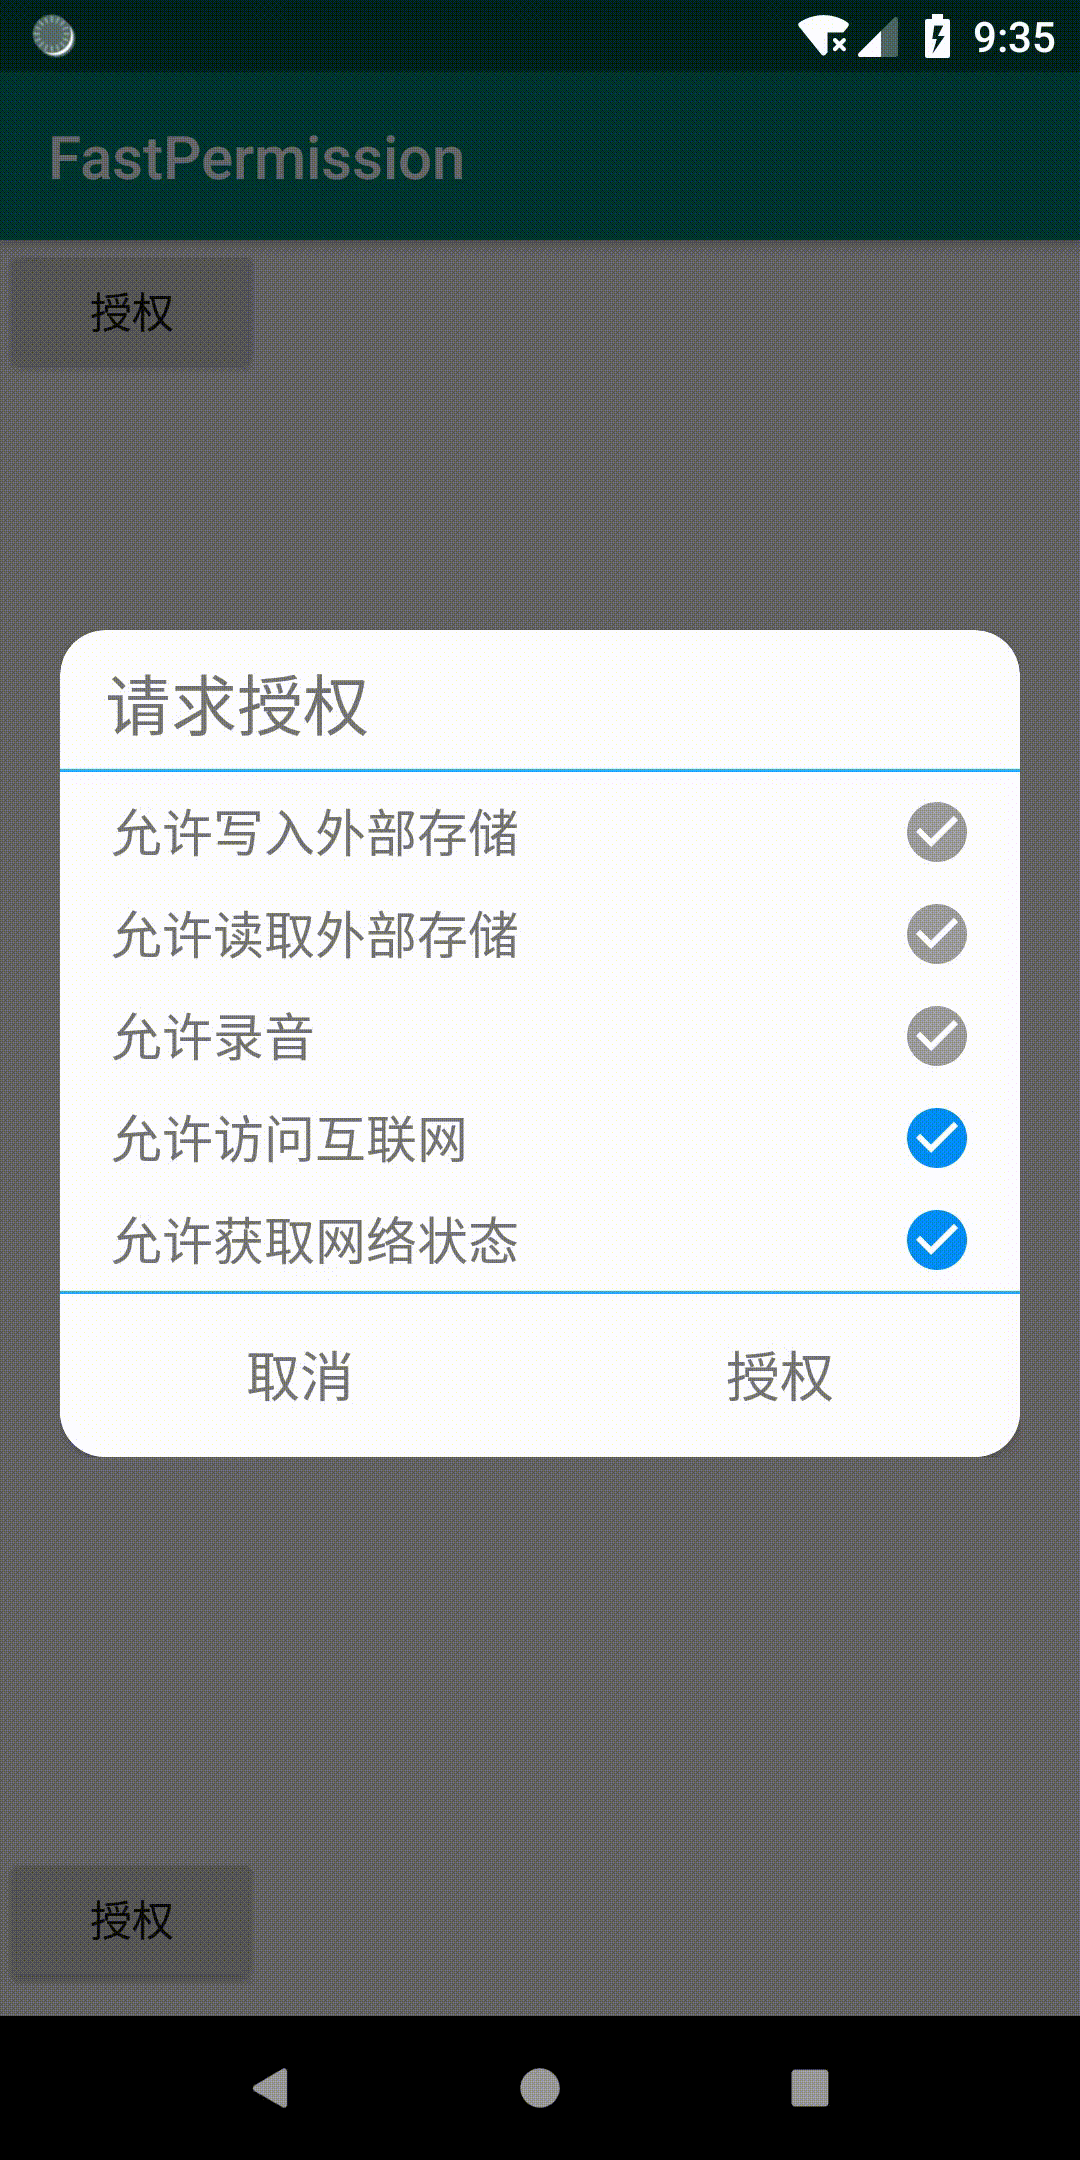 9:35
FastPermission
授权
请求授权
允许写入外部存储
允许读取外部存储
允许录音
允许访问互联网
允许获取网络状态
取消 授权
授权